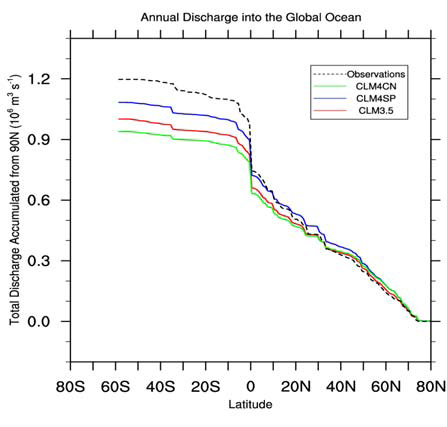 Annual Discharge into the Global Ocean
Total Discharge Accumulated from 90N (10⁶ m³ s⁻¹)
1.2
0.9
0.6
0.3
0.0
Observations
CLM4CN
CLM4SP
CLM3.5
80S 60S 40S 20S 0 20N 40N 60N 80N
Latitude